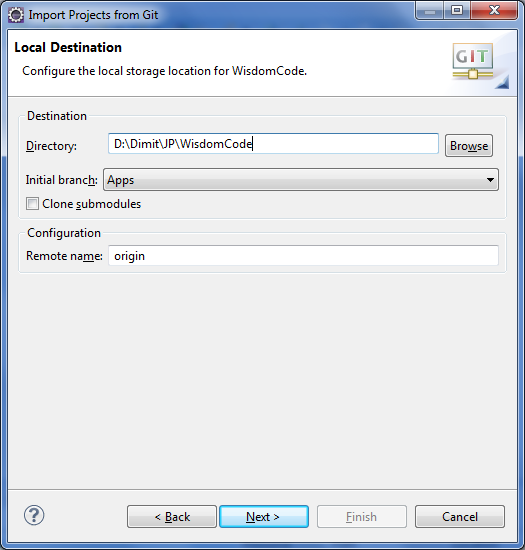 Import Projects from Git
Local Destination
Configure the local storage location for WisdomCode.
GIT
Destination
Directory: D:\Dimit\JP\WisdomCode Browse
Initial branch: Apps
Clone submodules
Configuration
Remote name: origin
?
< Back Next > Finish Cancel